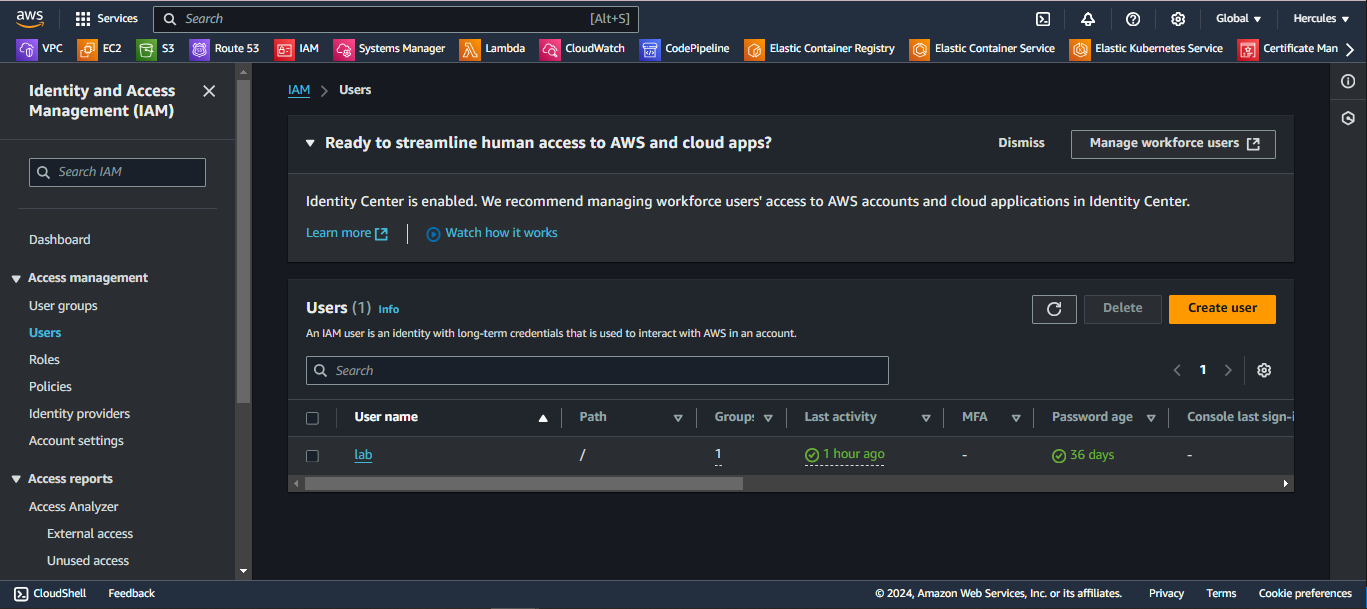 aws
Services
Search
[Alt+S]
Global
Hercules
VPC
EC2
S3
Route 53
IAM
Systems Manager
Lambda
CloudWatch
CodePipeline
Elastic Container Registry
Elastic Container Service
Elastic Kubernetes Service
Certificate Man
Identity and Access
Management (IAM)
Search IAM
Dashboard
Access management
User groups
Users
Roles
Policies
Identity providers
Account settings
Access reports
Access Analyzer
External access
Unused access
IAM
Users
Ready to streamline human access to AWS and cloud apps?
Dismiss
Manage workforce users
Identity Center is enabled. We recommend managing workforce users' access to AWS accounts and cloud applications in Identity Center.
Learn more
Watch how it works
Users (1) Info
Delete
Create user
An IAM user is an identity with long-term credentials that is used to interact with AWS in an account.
Search
1
User name
Path
Group
Last activity
MFA
Password age
Console last sign-i
lab
/
1
1 hour ago
-
36 days
-
CloudShell
Feedback
© 2024, Amazon Web Services, Inc. or its affiliates.
Privacy
Terms
Cookie preferences